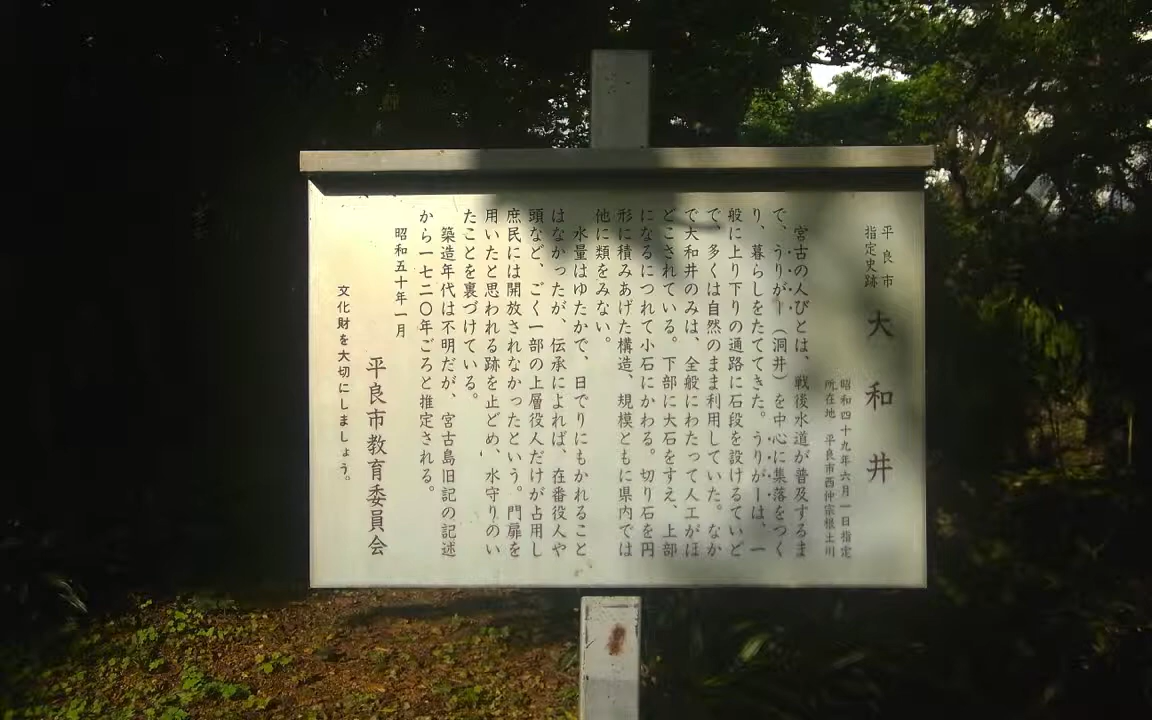 平良市
指定史跡
大和井
昭和四十九年六月一日指定
所在地　平良市西仲宗根土川
宮古の人びとは、戦後水道が普及するま
で、うりがー（洞井）を中心に集落をつく
り、暮らしをたててきた。うりがーは、一
般に上り下りの通路に石段を設けるていど
で、多くは自然のまま利用していた。なか
で大和井のみは、全般にわたって人工がほ
どこされている。下部に大石をすえ、上部
になるにつれて小石にかわる。切り石を円
形に積みあげた構造、規模ともに県内では
他に類をみない。
水量はゆたかで、日でりにもかれること
はなかったが、伝承によれば、在番役人や
頭など、ごく一部の上層役人だけが占用し
庶民には開放されなかったという。門扉を
用いたと思われる跡を止どめ、水守りのい
たことを裏づけている。
築造年代は不明だが、宮古島旧記の記述
から一七二〇年ごろと推定される。
昭和五十年一月
平良市教育委員会
文化財を大切にしましょう。